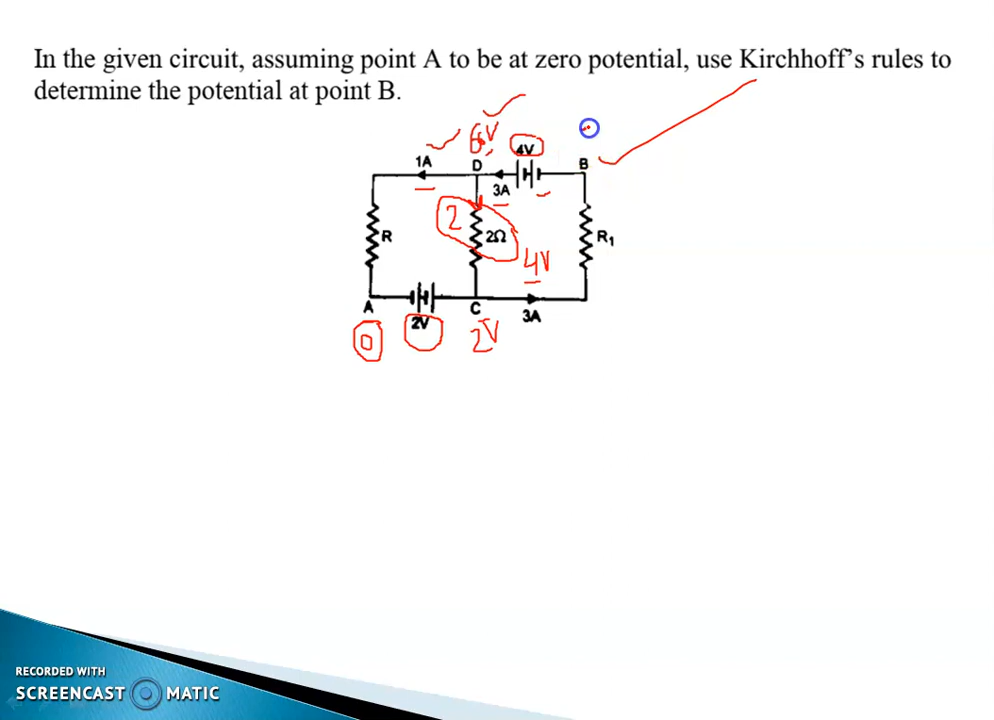 In the given circuit, assuming point A to be at zero potential, use Kirchhoff's rules to
determine the potential at point B.
6V
4V
1A
D
B
3A
2
R
2Ω
R₁
4V
A
2V
C
3A
0
2V
RECORDED WITH
SCREENCAST MATIC